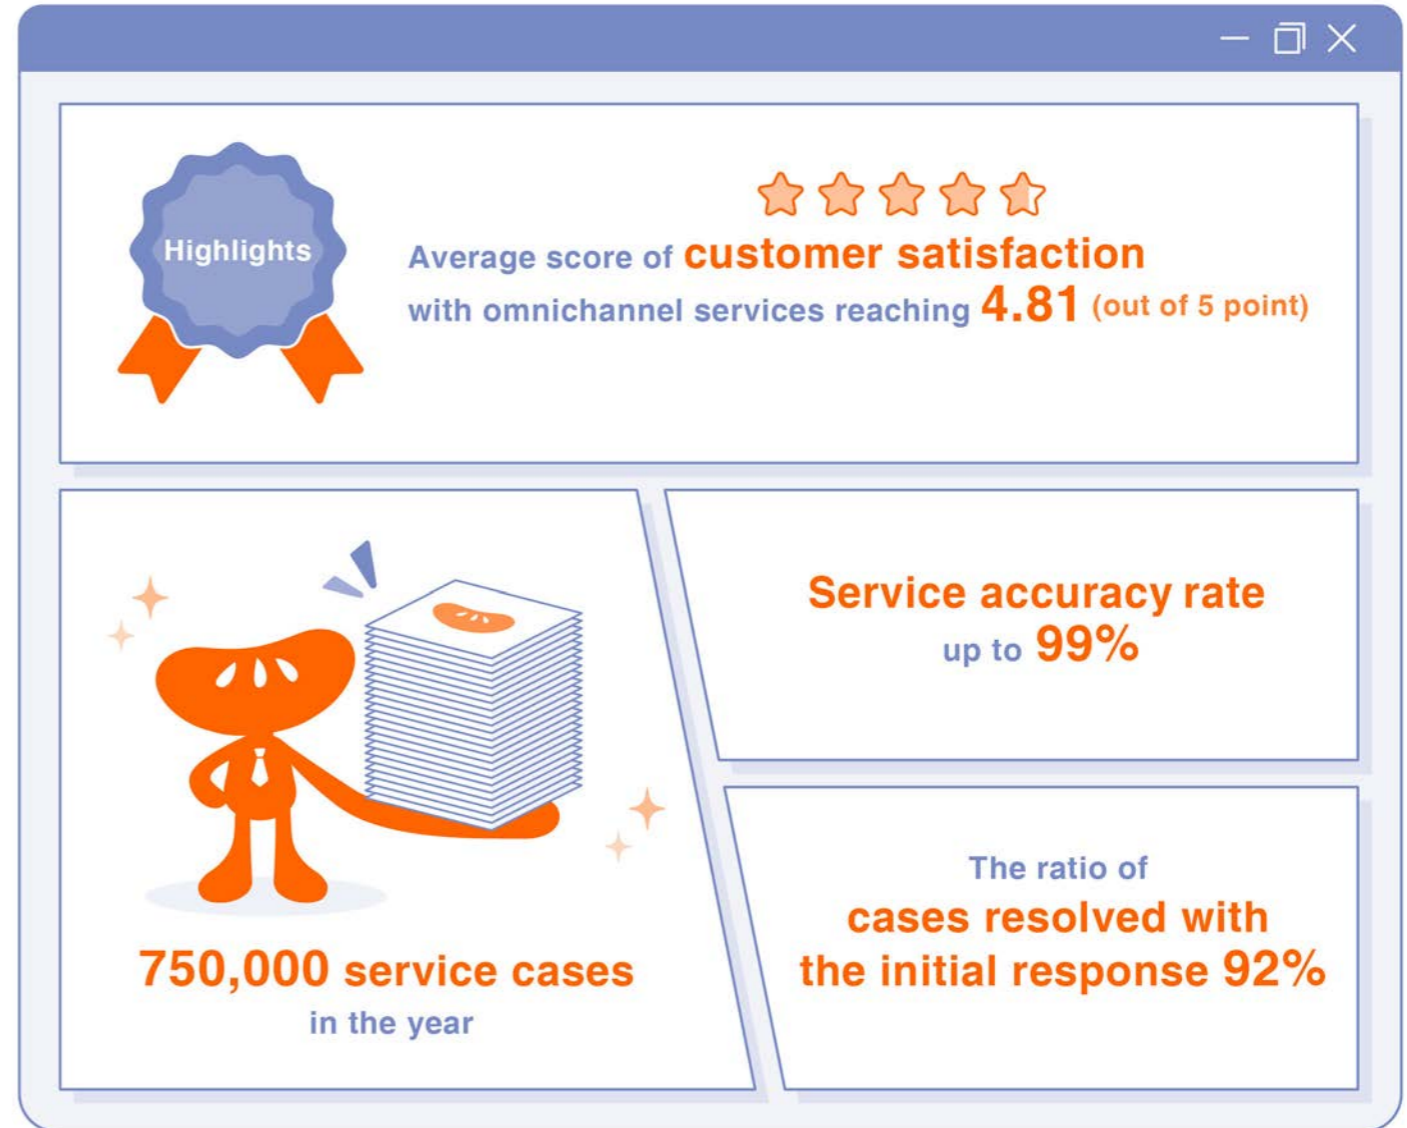 Highlights
Average score of customer satisfaction
with omnichannel services reaching 4.81 (out of 5 point)
750,000 service cases
in the year
Service accuracy rate
up to 99%
The ratio of
cases resolved with
the initial response 92%